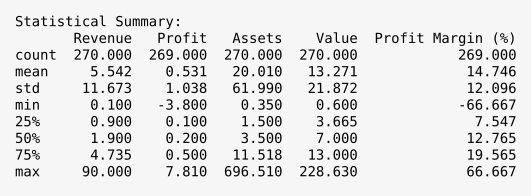 Statistical Summary:
Revenue Profit Assets Value Profit Margin (%)
count 270.000 269.000 270.000 270.000 269.000
mean 5.542 0.531 20.010 13.271 14.746
std 11.673 1.038 61.990 21.872 12.096
min 0.100 -3.800 0.350 0.600 -66.667
25% 0.900 0.100 1.500 3.665 7.547
50% 1.900 0.200 3.500 7.000 12.765
75% 4.735 0.500 11.518 13.000 19.565
max 90.000 7.810 696.510 228.630 66.667